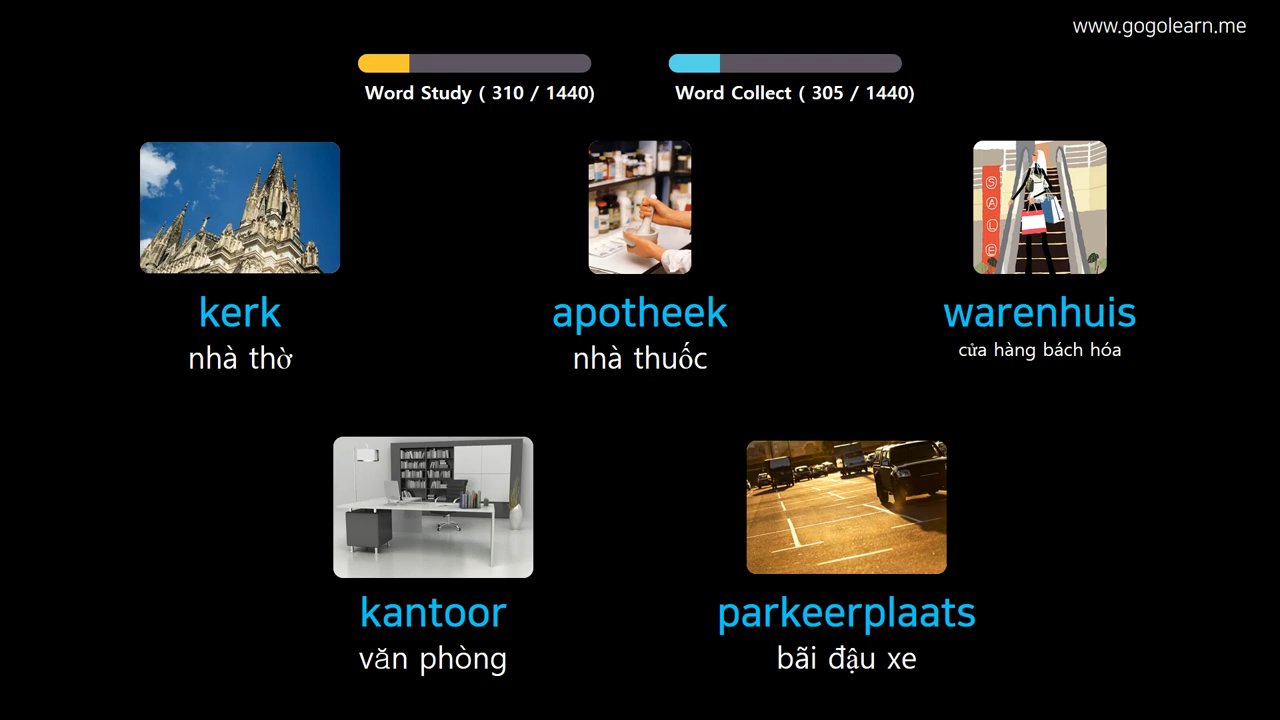 www.gogolearn.me
Word Study ( 310 / 1440)
Word Collect ( 305 / 1440)
SALE
kerk
nhà thờ
apotheek
nhà thuốc
warenhuis
cửa hàng bách hóa
kantoor
văn phòng
parkeerplaats
bãi đậu xe